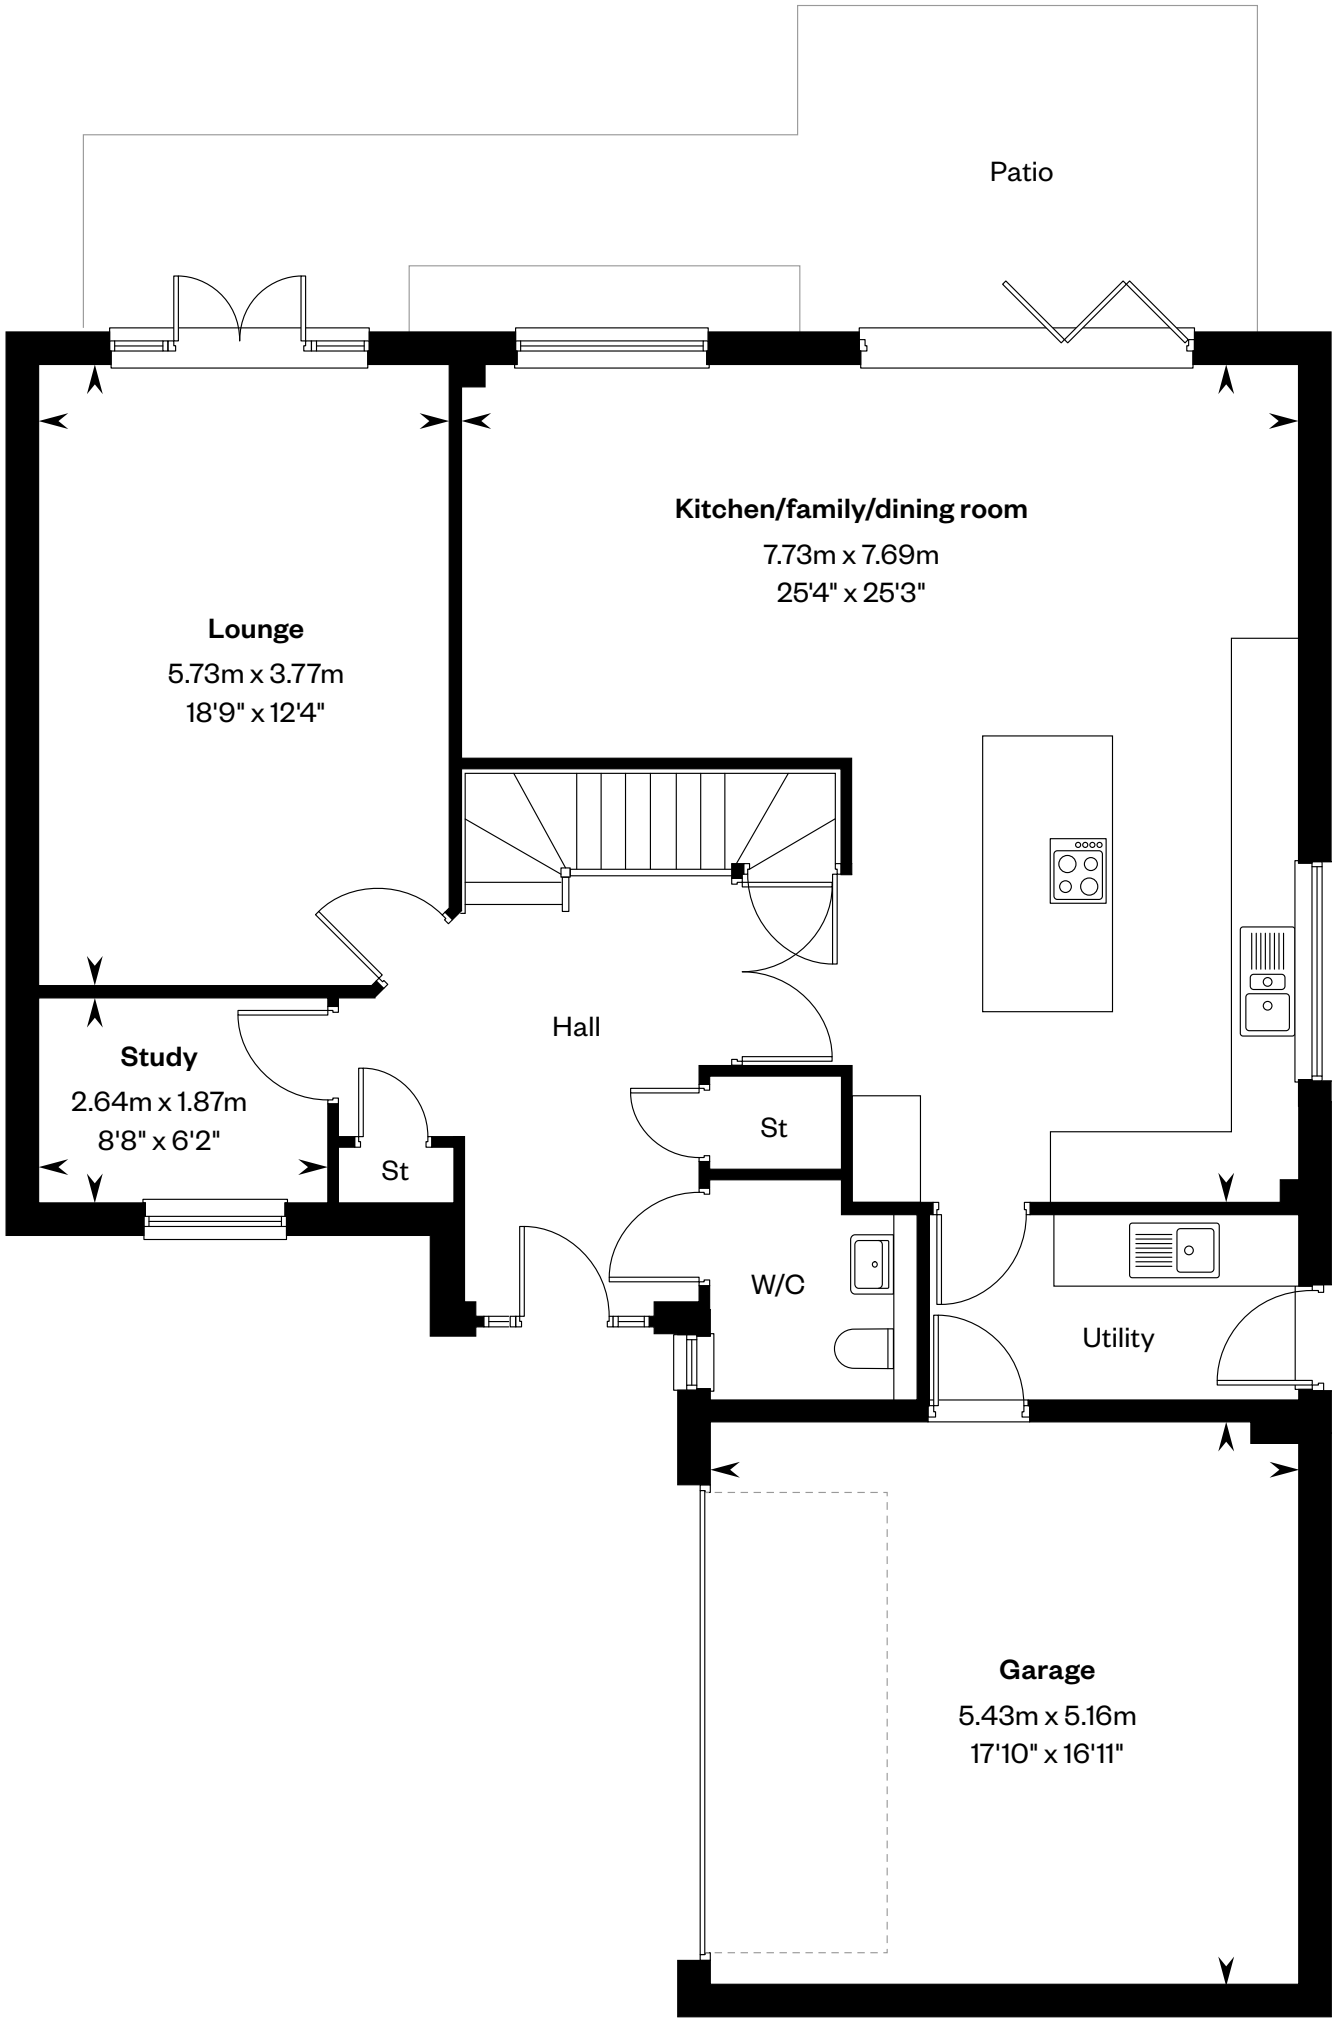 Patio
Kitchen/family/dining room
7.73m x 7.69m
25'4" x 25'3"
Lounge
5.73m x 3.77m
18'9" x 12'4"
Hall
Study
2.64m x 1.87m
8'8" x 6'2"
St
St
W/C
Utility
Garage
5.43m x 5.16m
17'10" x 16'11"